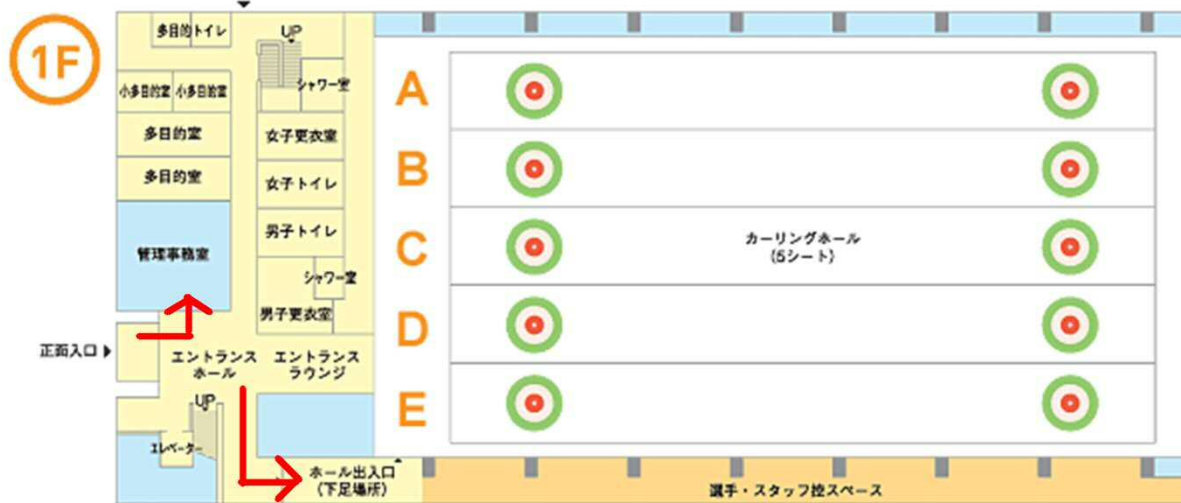 1F
多目的トイレ
UP
小多目的室
小多目的室
シャワー室
多目的室
女子更衣室
多目的室
女子トイレ
管理事務室
男子トイレ
シャワー室
男子更衣室
正面入口
エントランス
ホール
エントランス
ラウンジ
UP
エレベーター
ホール出入口
(下足場所)
A
B
C
D
E
カーリングホール
(5シート)
選手・スタッフ控スペース